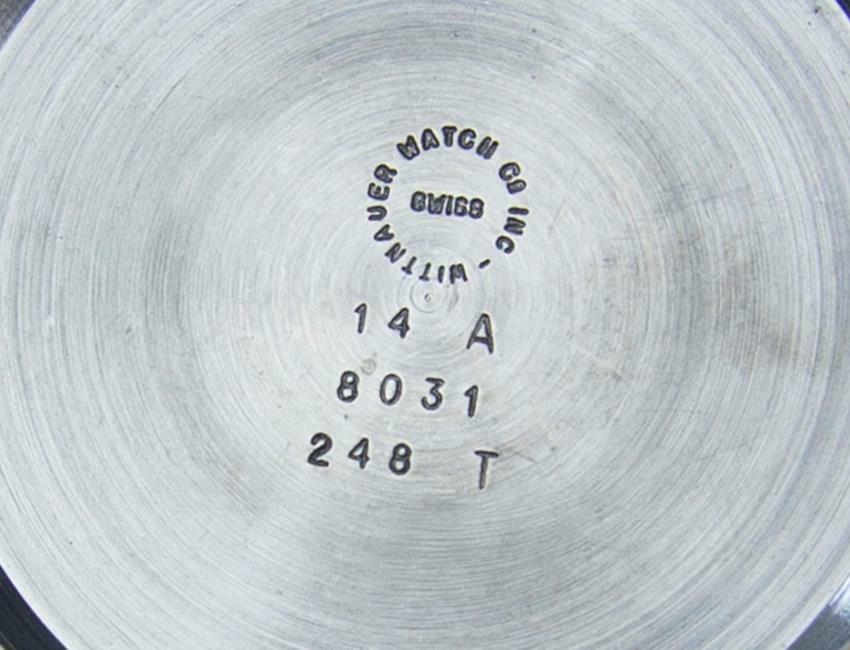 WITTNAUER WATCH CO INC.
SWISS
14 A
8031
248 T